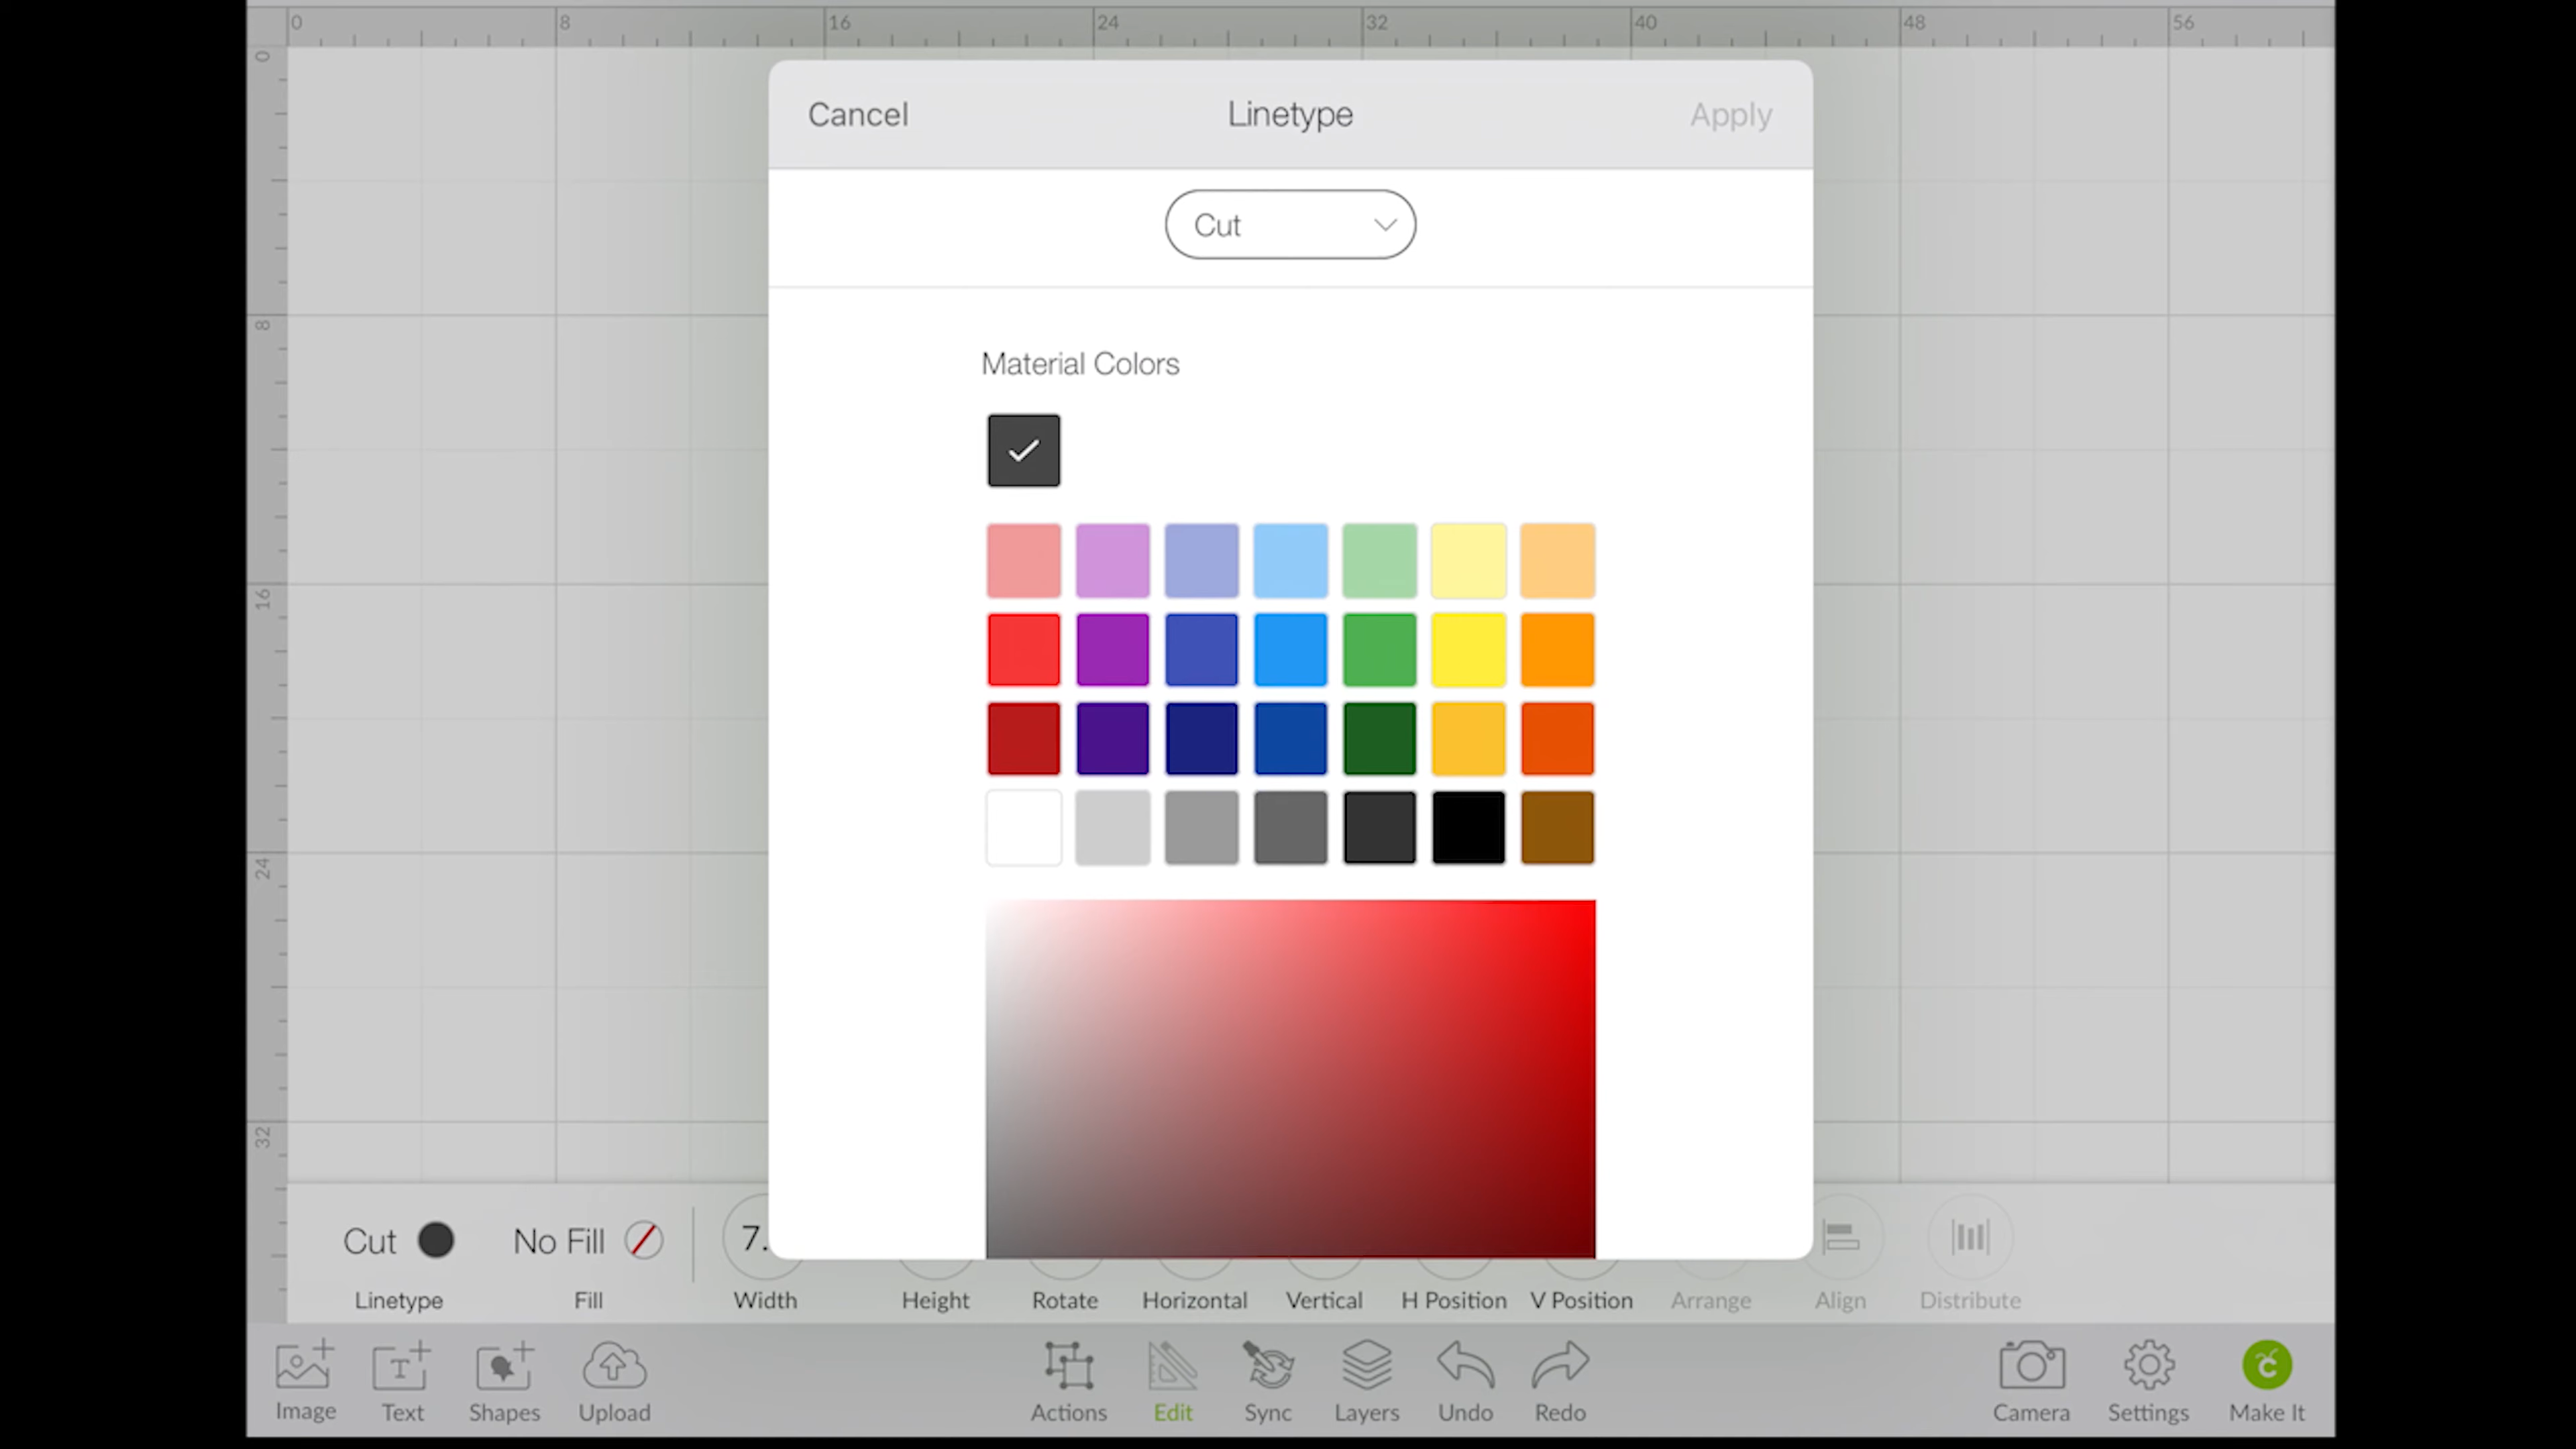 0 8 16 24 32 40 48 56
0
8
16
24
32
Cancel Linetype Apply
Cut
Material Colors
Cut No Fill 7.
Linetype Fill Width Height Rotate Horizontal Vertical H Position V Position Arrange Align Distribute
Image Text Shapes Upload Actions Edit Sync Layers Undo Redo Camera Settings Make It